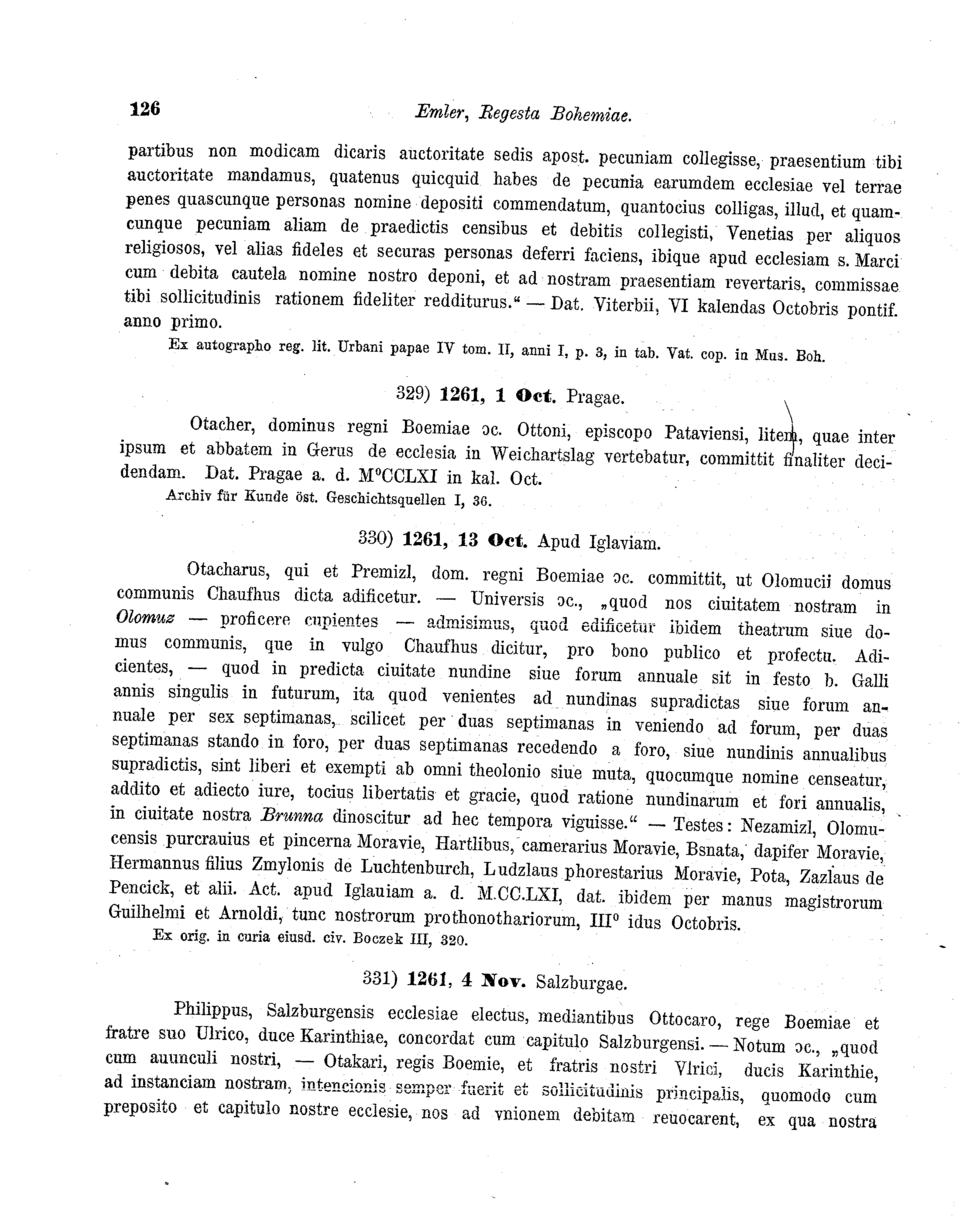 126 Emler, Regesta Bohemiae.
partibus non modicam dicaris auctoritate sedis apost. pecuniam collegisse, praesentium tibi
auctoritate mandamus, quatenus quicquid habes de pecunia earumdem ecclesiae vel terrae
penes quascunque personas nomine depositi commendatum, quantocius colligas, illud, et quam-
cunque pecuniam aliam de praedictis censibus et debitis collegisti, Venetias per aliquos
religiosos, vel alias fideles et securas personas deferri faciens, ibique apud ecclesiam s. Marci
cum debita cautela nomine nostro deponi, et ad nostram praesentiam revertaris, commissae
tibi sollicitudinis rationem fideliter redditurus.“ — Dat. Viterbii, VI kalendas Octobris pontif.
anno primo.
Ex autographo reg. lit. Urbani papae IV tom. II, anni I, p. 3, in tab. Vat. cop. in Mus. Boh.
329) 1261, 1 Oct. Pragae.
Otacher, dominus regni Boemiae ɔc. Ottoni, episcopo Pataviensi, litem, quae inter
ipsum et abbatem in Gerus de ecclesia in Weichartslag vertebatur, committit finaliter deci-
dendam. Dat. Pragae a. d. M⁰CCLXI in kal. Oct.
Archiv für Kunde öst. Geschichtsquellen I, 36.
330) 1261, 13 Oct. Apud Iglaviam.
Otacharus, qui et Premizl, dom. regni Boemiae ɔc. committit, ut Olomucii domus
communis Chaufhus dicta adificetur. — Universis ɔc., „quod nos ciuitatem nostram in
Olomuz — proficere cupientes — admisimus, quod edificetur ibidem theatrum siue do-
mus communis, que in vulgo Chaufhus dicitur, pro bono publico et profectu. Adi-
cientes, — quod in predicta ciuitate nundine siue forum annuale sit in festo b. Galli
annis singulis in futurum, ita quod venientes ad nundinas supradictas siue forum an-
nuale per sex septimanas, scilicet per duas septimanas in veniendo ad forum, per duas
septimanas stando in foro, per duas septimanas recedendo a foro, siue nundinis annualibus
supradictis, sint liberi et exempti ab omni theolonio siue muta, quocumque nomine censeatur,
addito et adiecto iure, tocius libertatis et gracie, quod ratione nundinarum et fori annualis,
in ciuitate nostra Brunna dinoscitur ad hec tempora viguisse.“ — Testes: Nezamizl, Olomu-
censis purcrauius et pincerna Moravie, Hartlibus, camerarius Moravie, Bsnata, dapifer Moravie,
Hermannus filius Zmylonis de Luchtenburch, Ludzlaus phorestarius Moravie, Pota, Zazlaus de
Pencick, et alii. Act. apud Iglauiam a. d. M.CC.LXI, dat. ibidem per manus magistrorum
Guilhelmi et Arnoldi, tunc nostrorum prothonothariorum, III⁰ idus Octobris.
Ex orig. in curia eiusd. civ. Boczek III, 320.
331) 1261, 4 Nov. Salzburgae.
Philippus, Salzburgensis ecclesiae electus, mediantibus Ottocaro, rege Boemiae et
fratre suo Ulrico, duce Karinthiae, concordat cum capitulo Salzburgensi. — Notum ɔc., „quod
cum auunculi nostri, — Otakari, regis Boemie, et fratris nostri Vlrici, ducis Karinthie,
ad instanciam nostram, intencionis semper fuerit et sollicitudinis principalis, quomodo cum
preposito et capitulo nostre ecclesie, nos ad vnionem debitam reuocarent, ex qua nostra